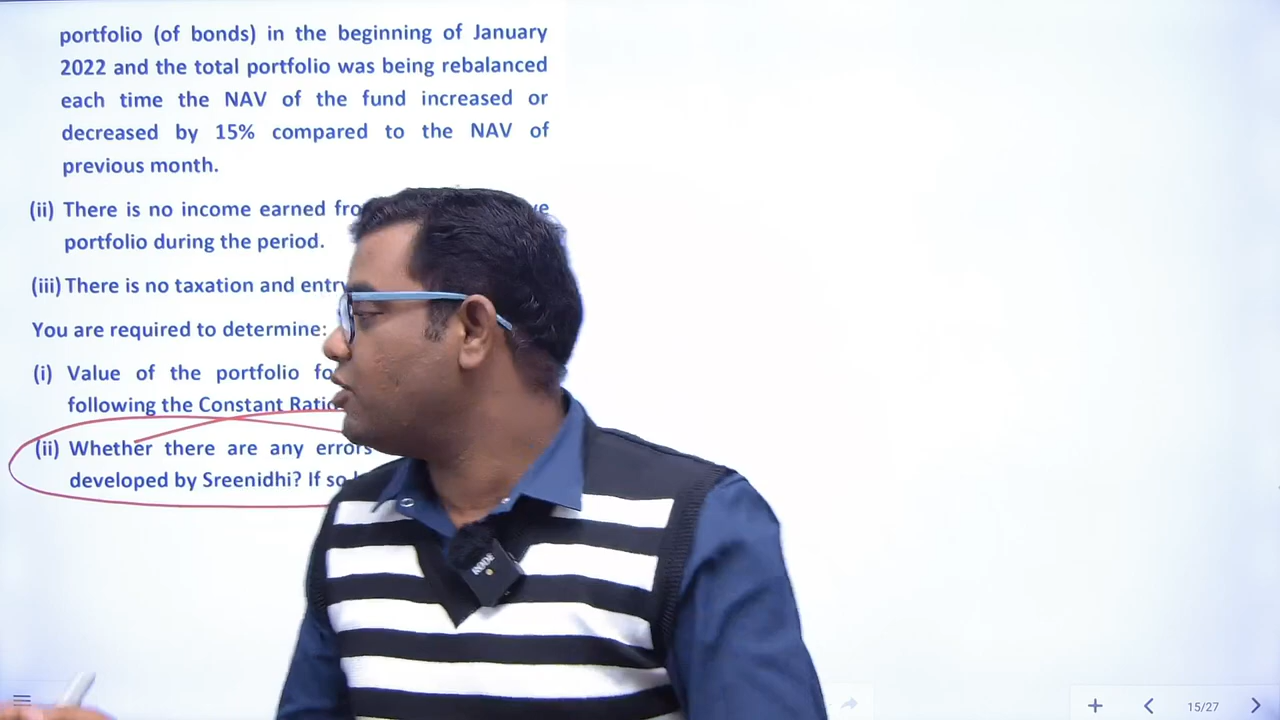 portfolio (of bonds) in the beginning of January
2022 and the total portfolio was being rebalanced
each time the NAV of the fund increased or
decreased by 15% compared to the NAV of
previous month.
(ii) There is no income earned
portfolio during the period.
(iii) There is no taxation and
You are required to determine:
(i) Value of the portfolio
following the Constant
(ii) Whether there are any errors
developed by Sreenidhi? If so
RODE
15/27